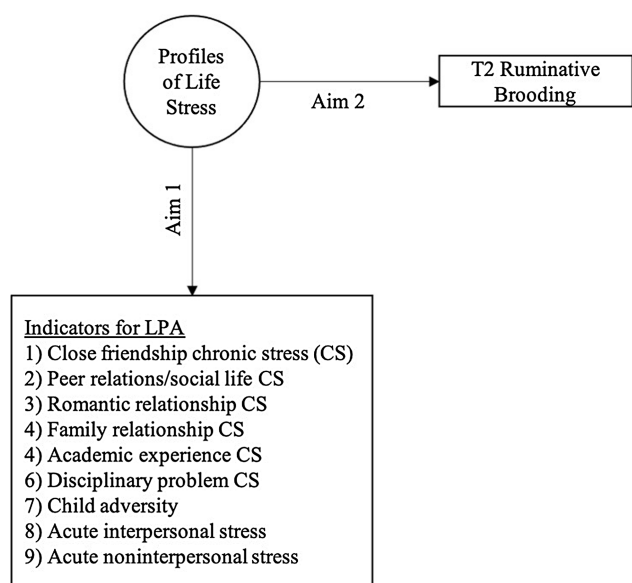 Profiles
of Life
Stress
Aim 2
T2 Ruminative
Brooding
Aim 1
Indicators for LPA
1) Close friendship chronic stress (CS)
2) Peer relations/social life CS
3) Romantic relationship CS
4) Family relationship CS
4) Academic experience CS
6) Disciplinary problem CS
7) Child adversity
8) Acute interpersonal stress
9) Acute noninterpersonal stress